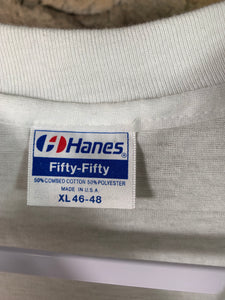 Hanes®
Fifty-Fifty
50% COMBED COTTON 50% POLYESTER
MADE IN U.S.A.
XL 46-48